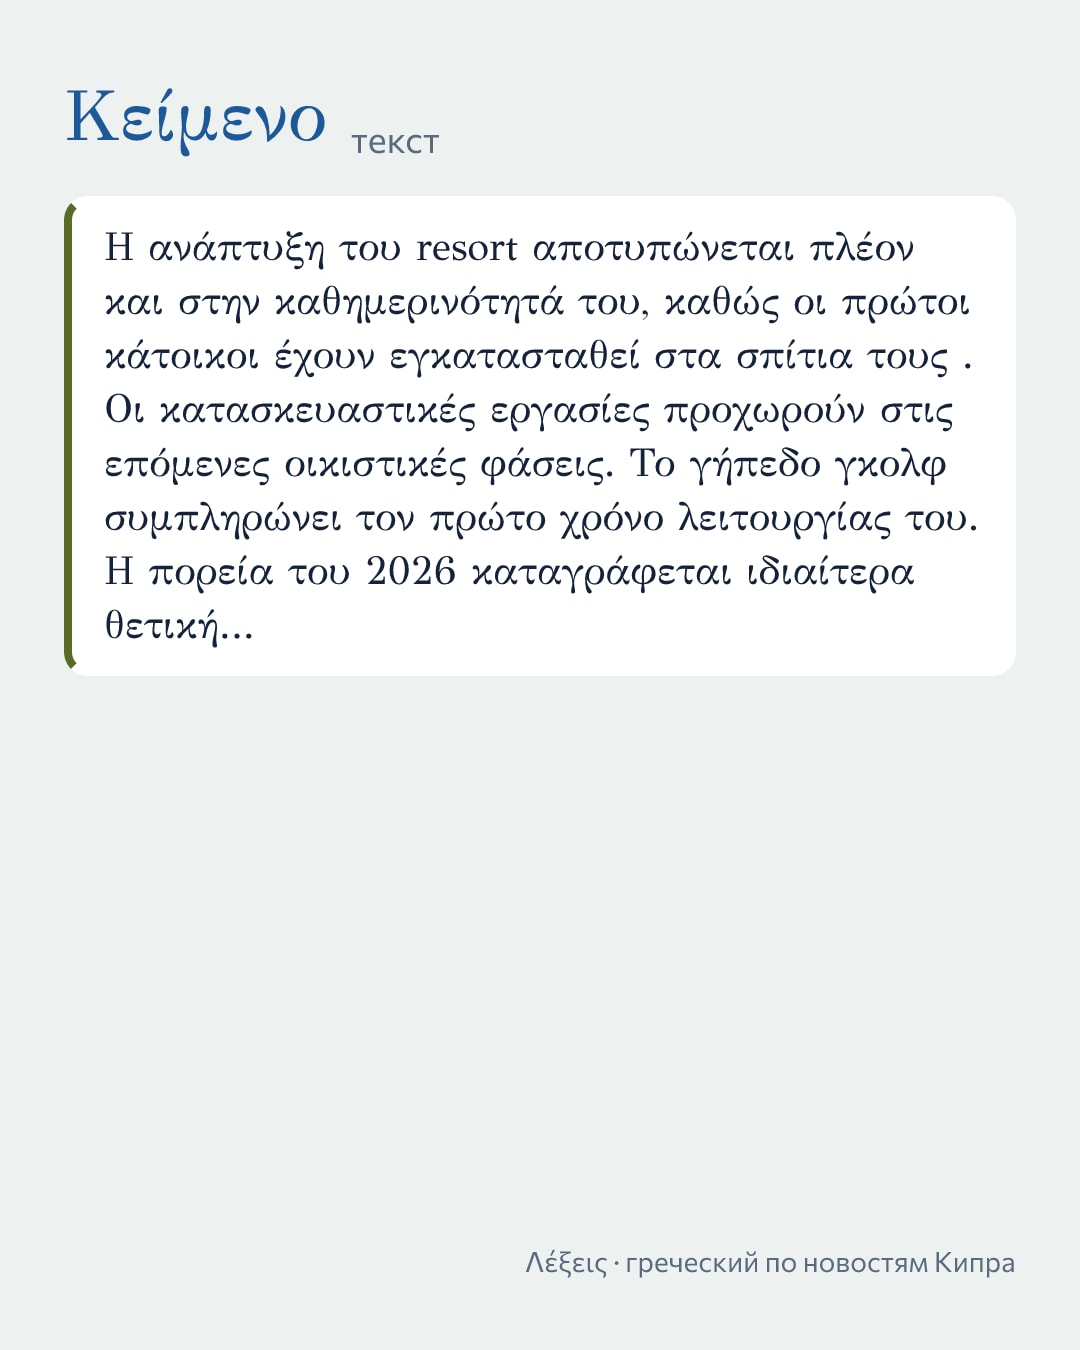 Κείμενο текст
Η ανάπτυξη του resort αποτυπώνεται πλέον
και στην καθημερινότητά του, καθώς οι πρώτοι
κάτοικοι έχουν εγκατασταθεί στα σπίτια τους .
Οι κατασκευαστικές εργασίες προχωρούν στις
επόμενες οικιστικές φάσεις. Το γήπεδο γκολφ
συμπληρώνει τον πρώτο χρόνο λειτουργίας του.
Η πορεία του 2026 καταγράφεται ιδιαίτερα
θετική...
Λέξεις · греческий по новостям Кипра